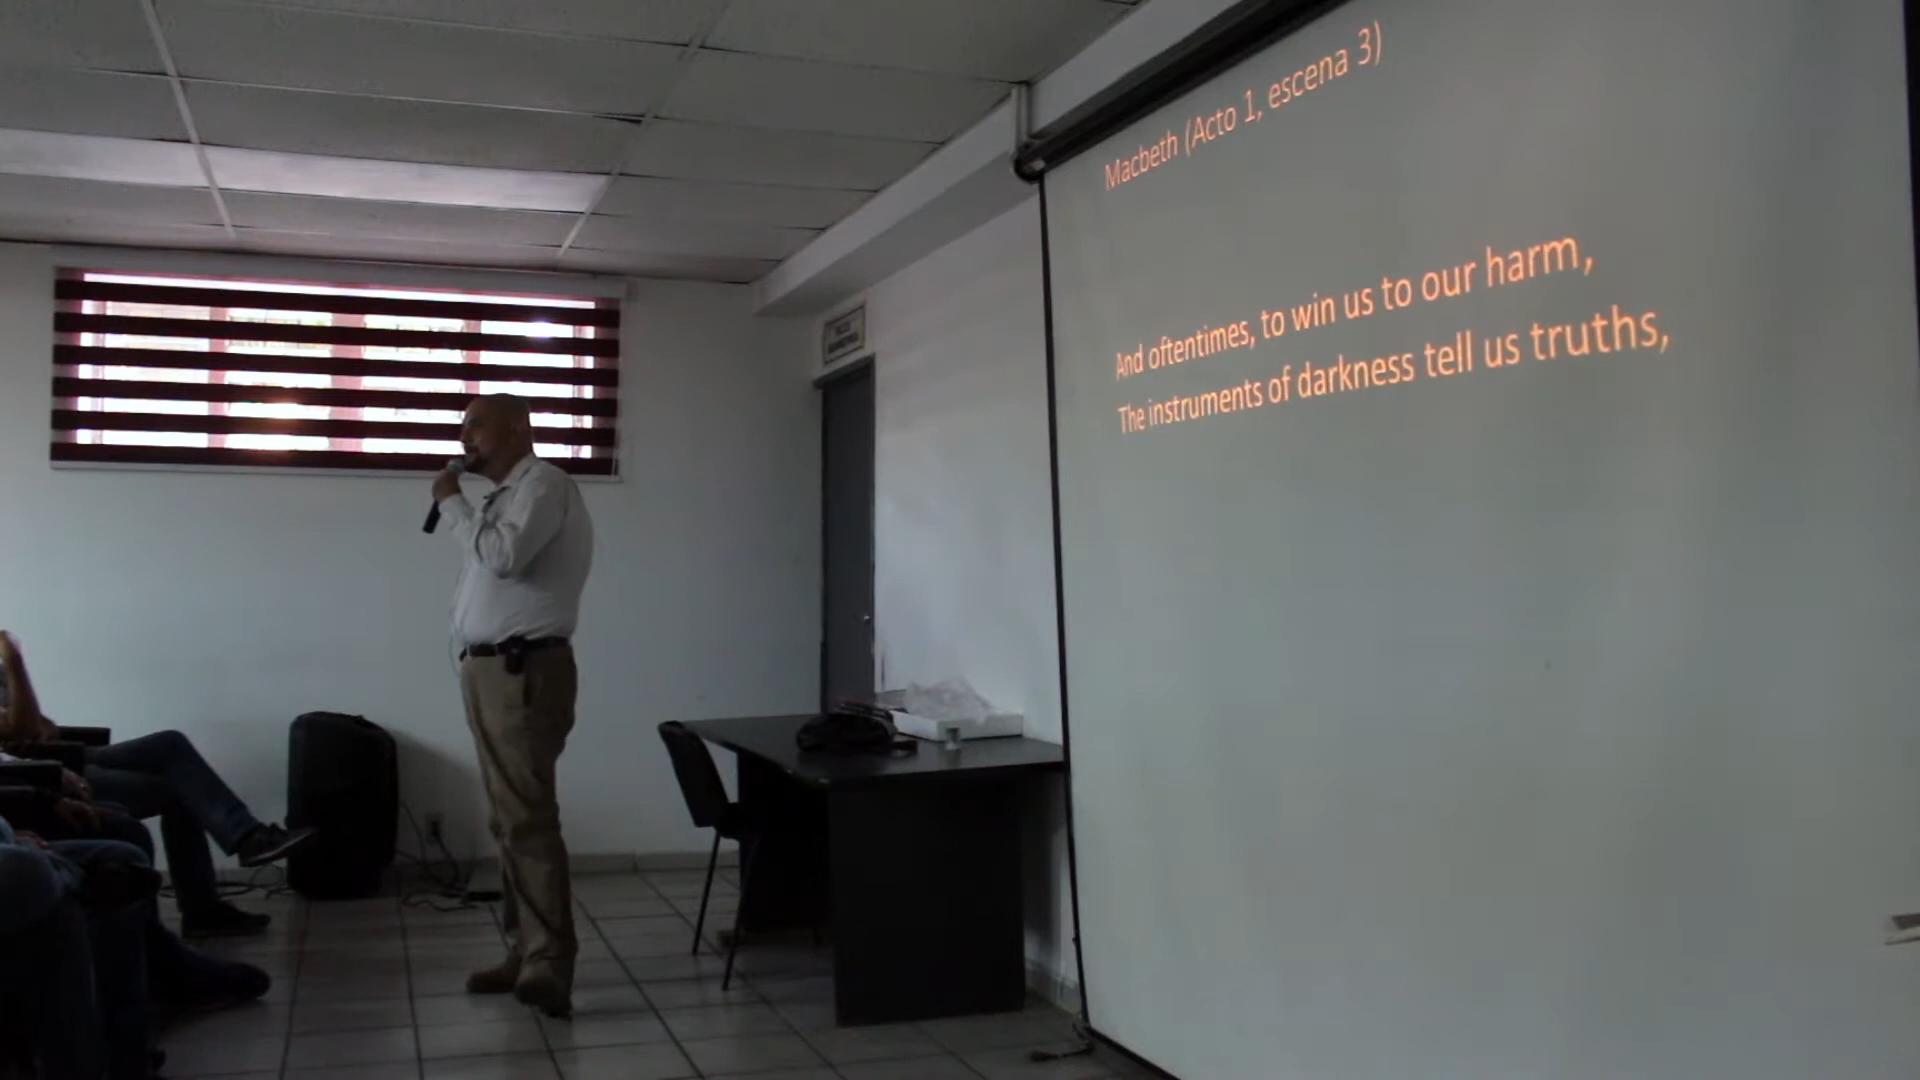 Macbeth (Acto 1, escena 3)
And oftentimes, to win us to our harm,
The instruments of darkness tell us truths,